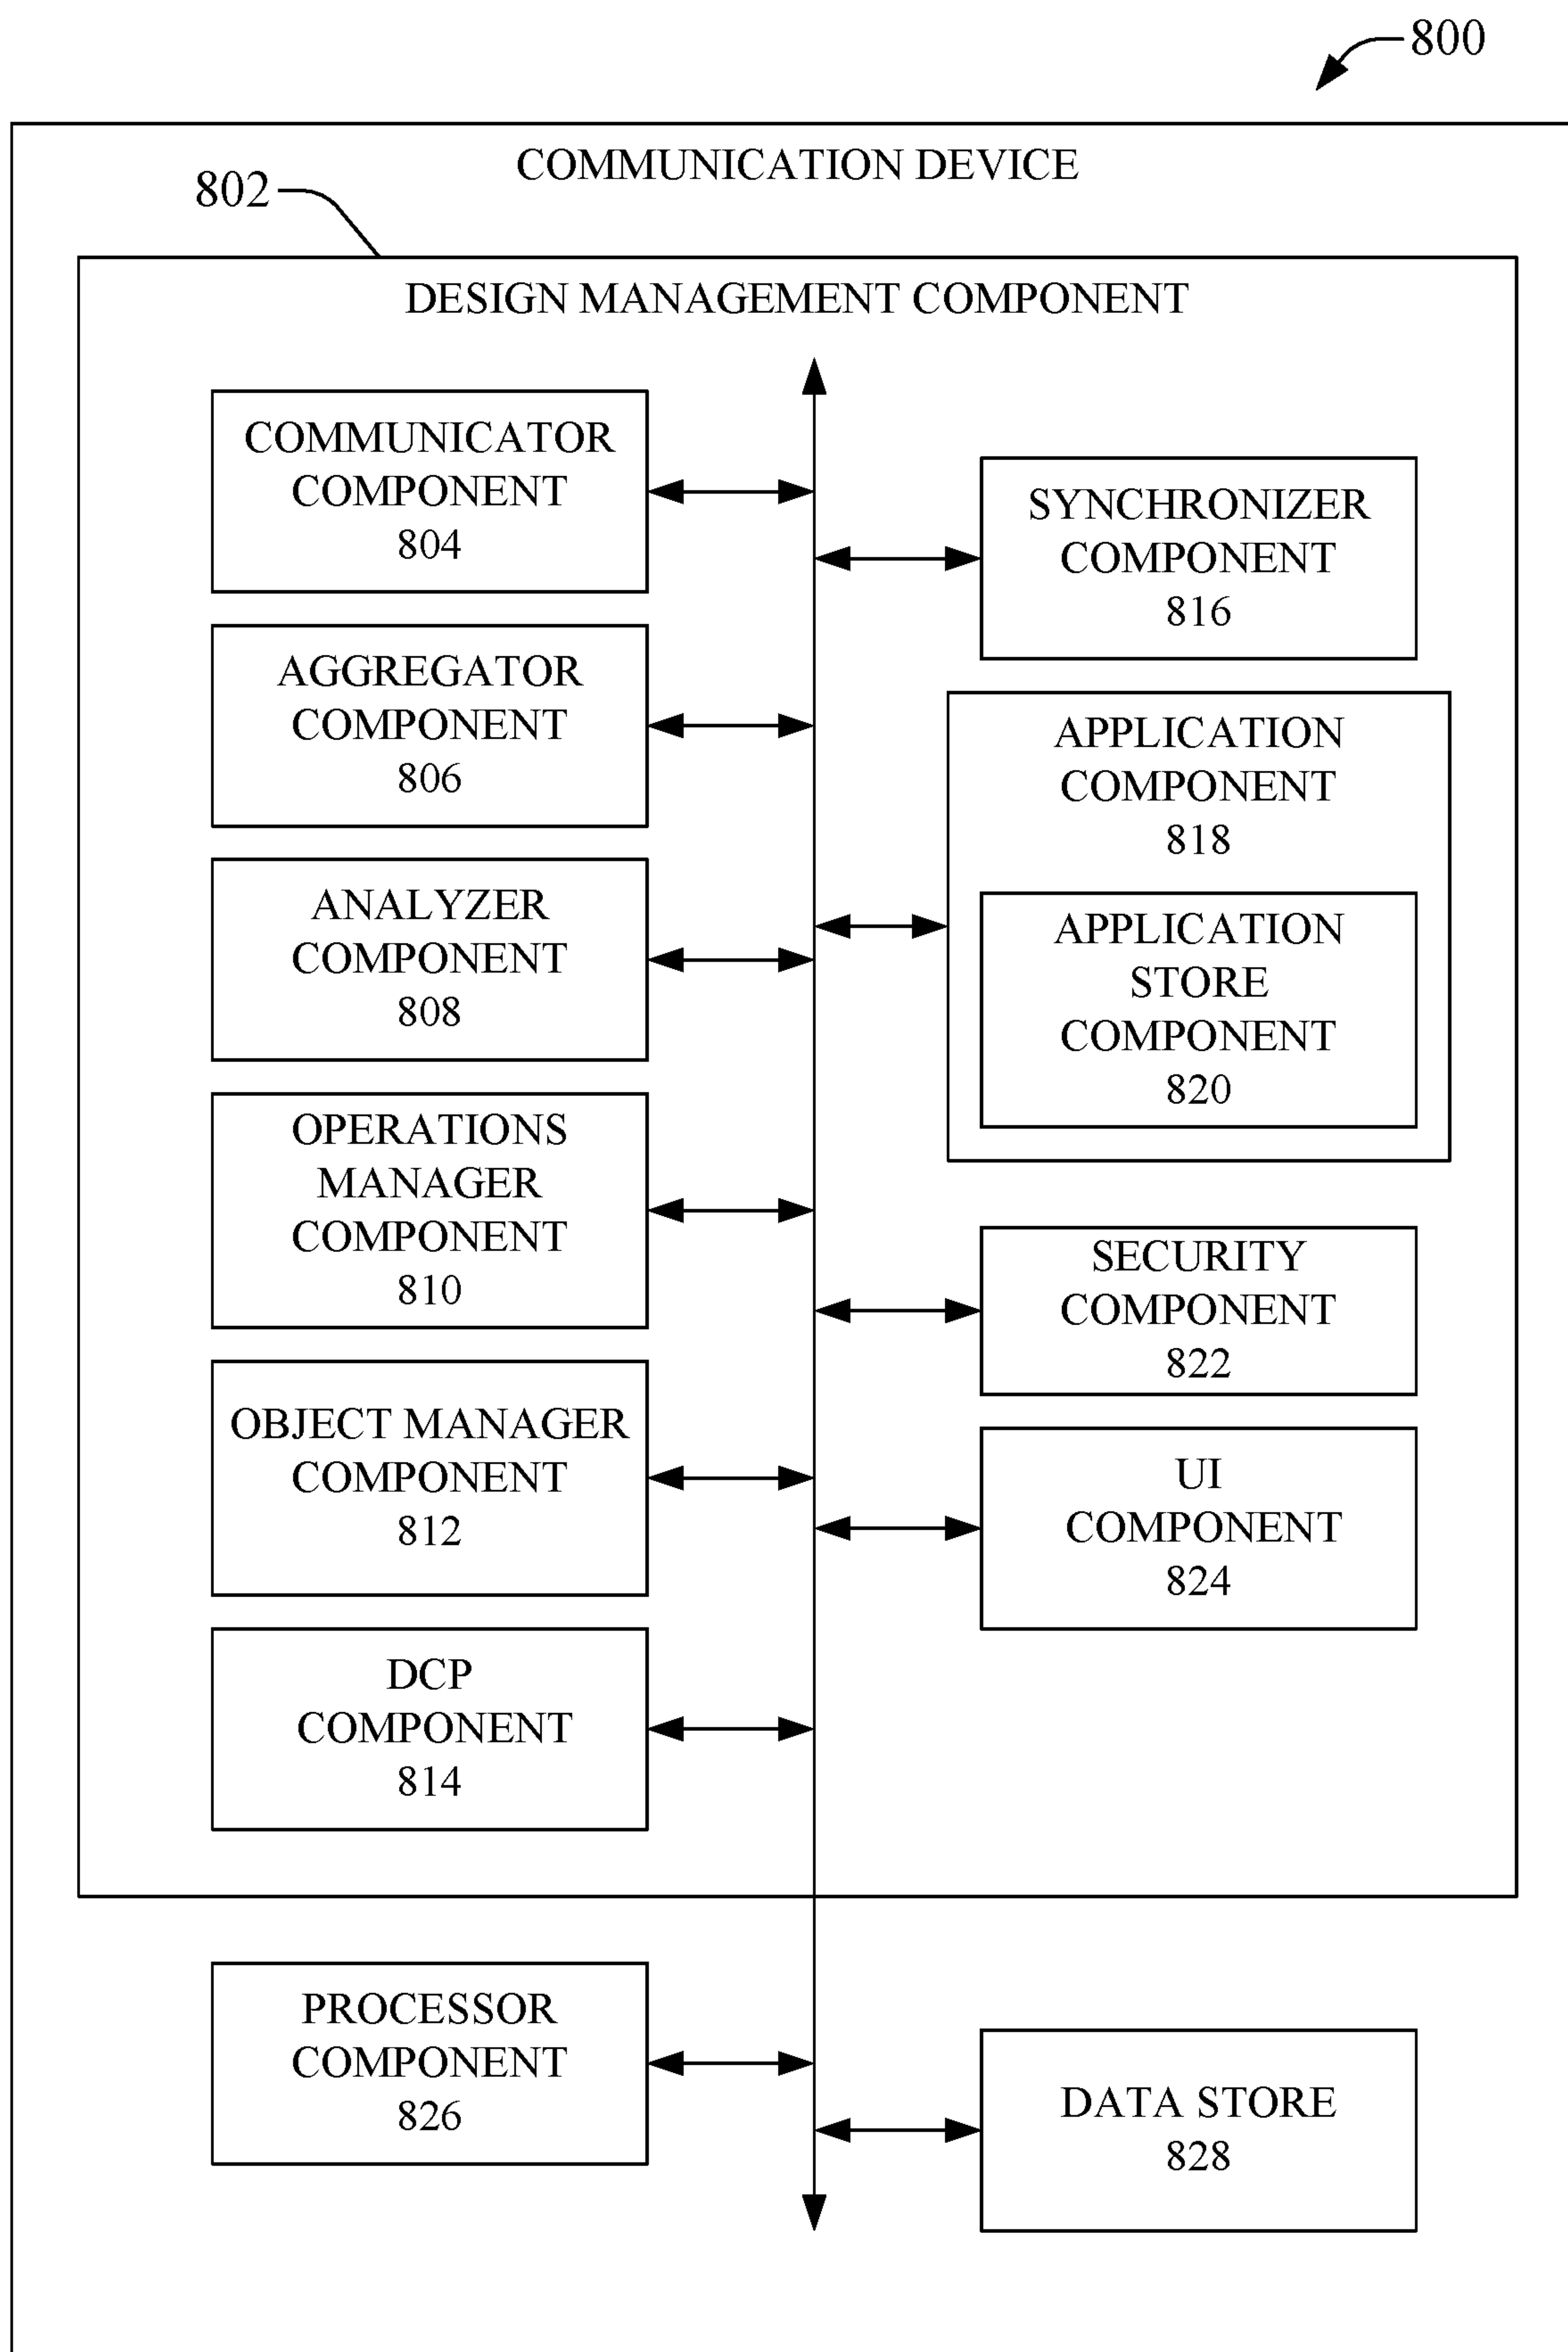 800
COMMUNICATION DEVICE
802
DESIGN MANAGEMENT COMPONENT
COMMUNICATOR
COMPONENT
804
AGGREGATOR
COMPONENT
806
ANALYZER
COMPONENT
808
OPERATIONS
MANAGER
COMPONENT
810
OBJECT MANAGER
COMPONENT
812
DCP
COMPONENT
814
SYNCHRONIZER
COMPONENT
816
APPLICATION
COMPONENT
818
APPLICATION
STORE
COMPONENT
820
SECURITY
COMPONENT
822
UI
COMPONENT
824
PROCESSOR
COMPONENT
826
DATA STORE
828